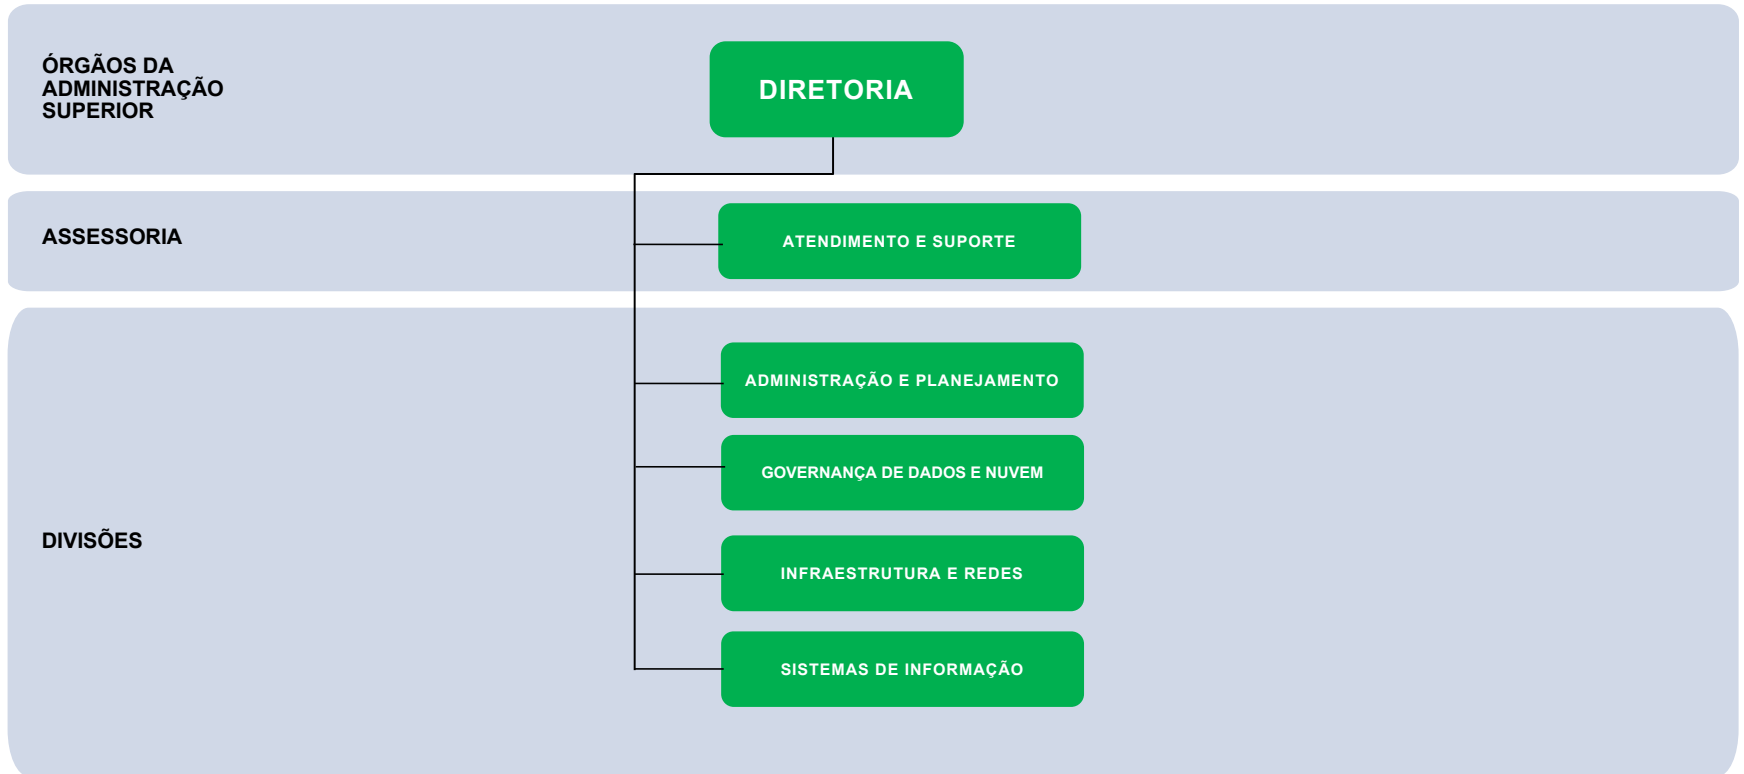 ÓRGÃOS DA
ADMINISTRAÇÃO
SUPERIOR
DIRETORIA
ASSESSORIA
ATENDIMENTO E SUPORTE
DIVISÕES
ADMINISTRAÇÃO E PLANEJAMENTO
GOVERNANÇA DE DADOS E NUVEM
INFRAESTRUTURA E REDES
SISTEMAS DE INFORMAÇÃO